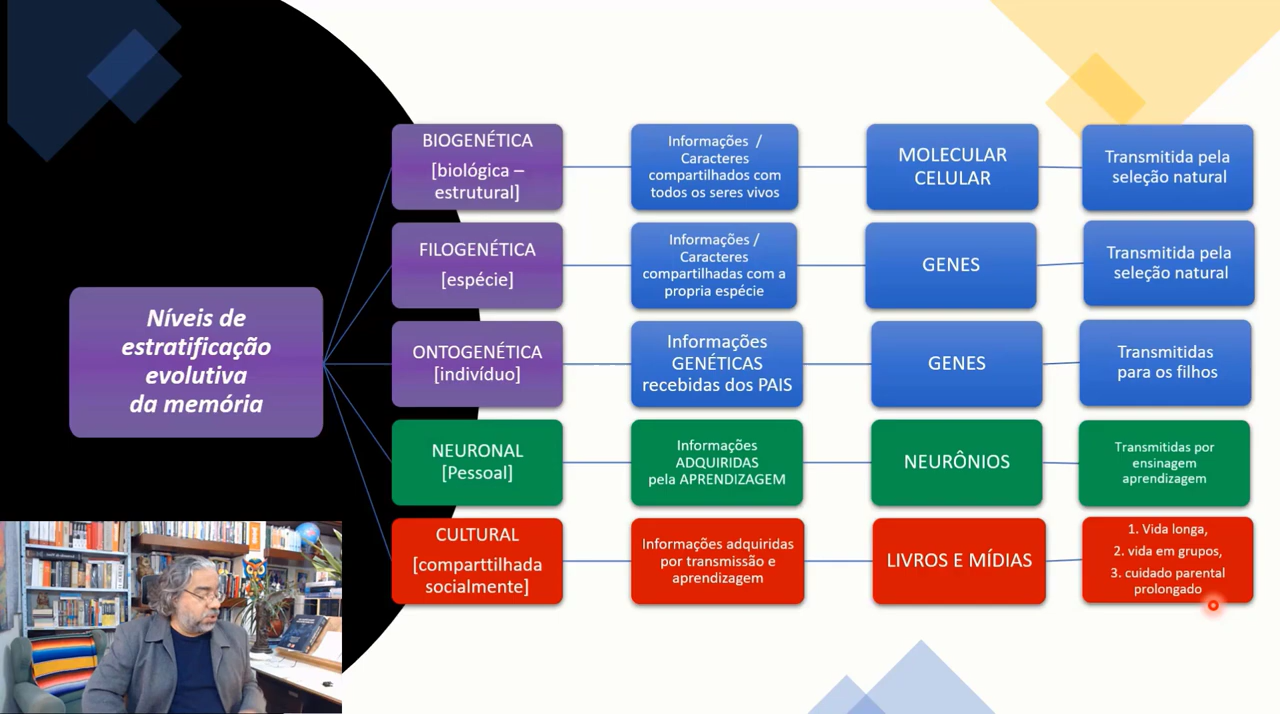 Níveis de
estratificação
evolutiva
da memória
BIOGENÉTICA
[biológica –
estrutural]
Informações /
Caracteres
compartilhados com
todos os seres vivos
MOLECULAR
CELULAR
Transmitida pela
seleção natural
FILOGENÉTICA
[espécie]
Informações /
Caracteres
compartilhadas com a
propria espécie
GENES
Transmitida pela
seleção natural
ONTOGENÉTICA
[indivíduo]
Informações
GENÉTICAS
recebidas dos PAIS
GENES
Transmitidas
para os filhos
NEURONAL
[Pessoal]
Informações
ADQUIRIDAS
pela APRENDIZAGEM
NEURÔNIOS
Transmitidas por
ensinagem
aprendizagem
CULTURAL
[comparttilhada
socialmente]
Informações adquiridas
por transmissão e
aprendizagem
LIVROS E MÍDIAS
1. Vida longa,
2. vida em grupos,
3. cuidado parental
prolongado